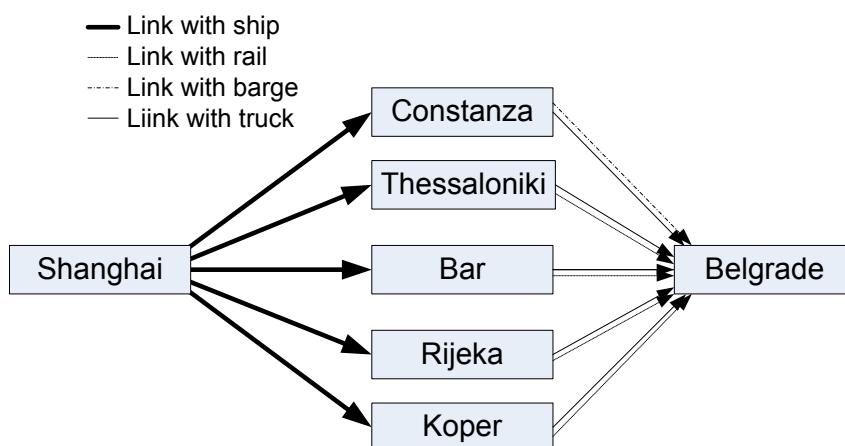 Link with ship
Link with rail
Link with barge
Liink with truck
Constanza
Thessaloniki
Shanghai
Bar
Belgrade
Rijeka
Koper